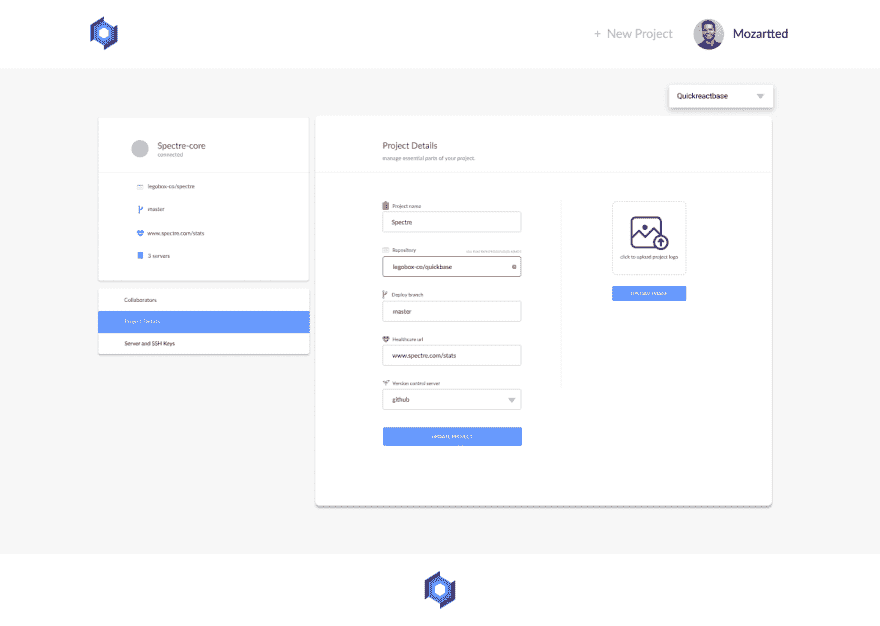 + New Project
Mozartted
Quickreactbase
Spectre-core
connected
legobox-co/spectre
master
www.spectre.com/stats
3 servers
Collaborators
Project Details
Server and SSH Keys
Project Details
manage essential parts of your project.
Project name
Spectre
Repository
legobox-co/quickbase
Deploy branch
master
Healthcare url
www.spectre.com/stats
Version control server
github
UPDATE PROJECT
click to upload project logo